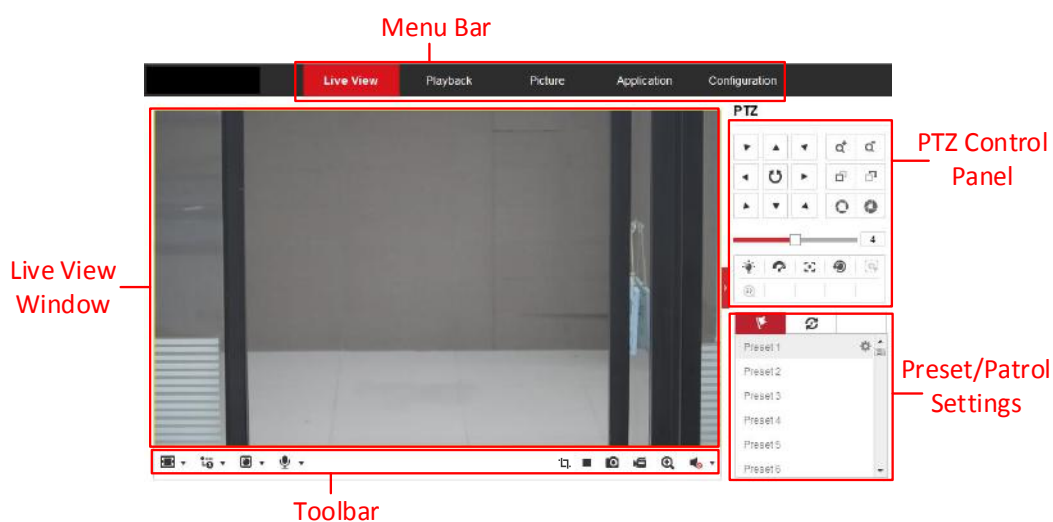 Menu Bar
Live View
Playback
Picture
Application
Configuration
PTZ
PTZ Control
Panel
4
Live View
Window
Preset 1
Preset 2
Preset 3
Preset 4
Preset 5
Preset 6
Preset/Patrol
Settings
Toolbar